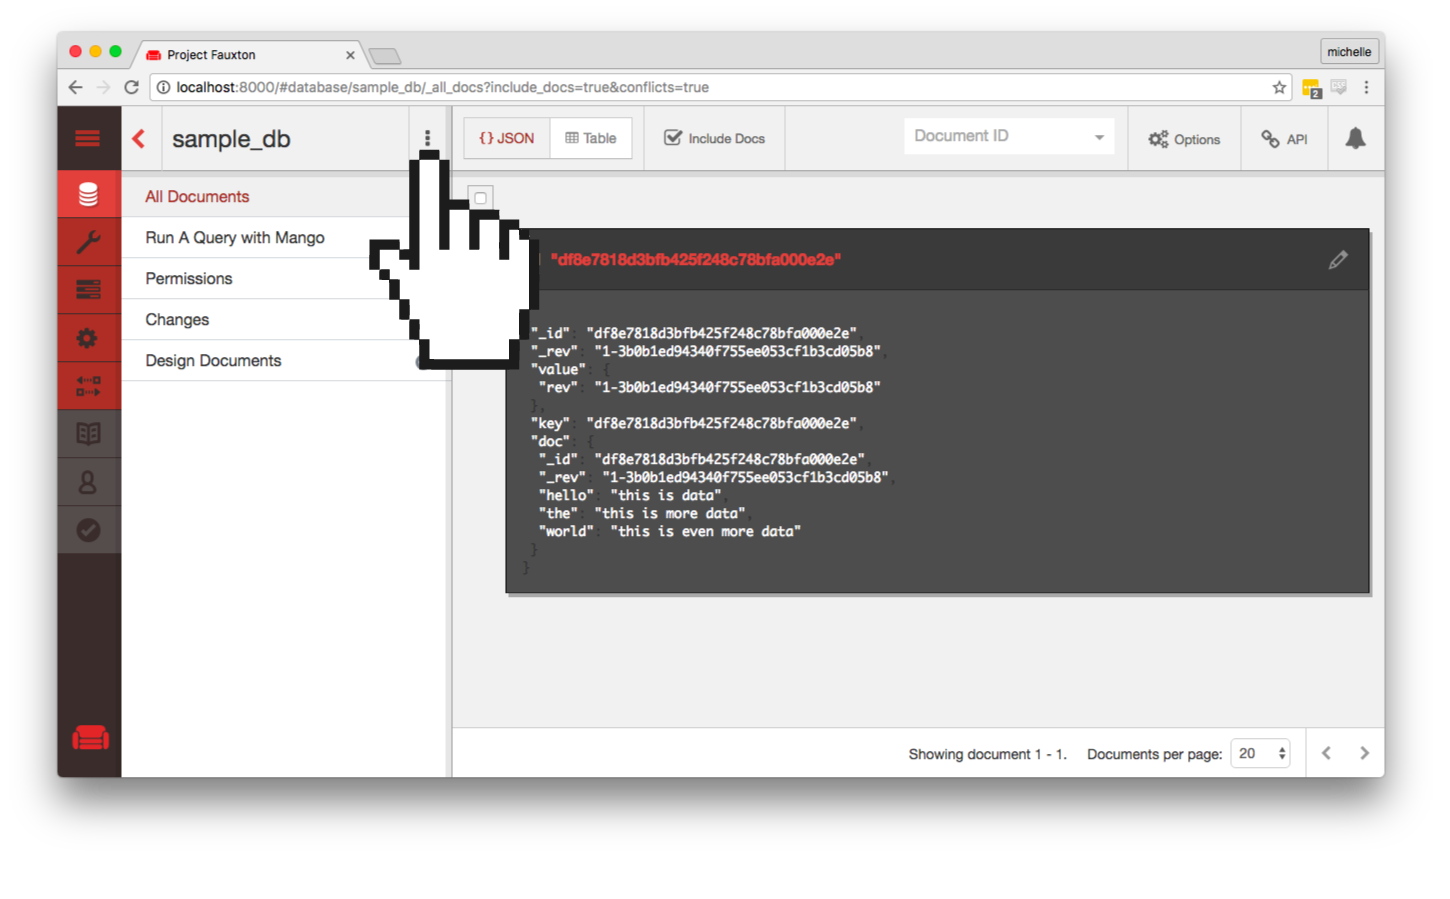 Project Fauxton
michelle
localhost:8000/#database/sample_db/_all_docs?include_docs=true&conflicts=true
2
sample_db
{} JSON
Table
Include Docs
Document ID
Options
API
All Documents
Run A Query with Mango
Permissions
Changes
Design Documents
"df8e7818d3bfb425f248c78bfa000e2e"
"_id": "df8e7818d3bfb425f248c78bfa000e2e",
"_rev": "1-3b0b1ed94340f755ee053cf1b3cd05b8",
"value": {
"rev": "1-3b0b1ed94340f755ee053cf1b3cd05b8"
},
"key": "df8e7818d3bfb425f248c78bfa000e2e",
"doc": {
"_id": "df8e7818d3bfb425f248c78bfa000e2e",
"_rev": "1-3b0b1ed94340f755ee053cf1b3cd05b8",
"hello": "this is data",
"the": "this is more data",
"world": "this is even more data"
}
}
Showing document 1 - 1.
Documents per page: 20